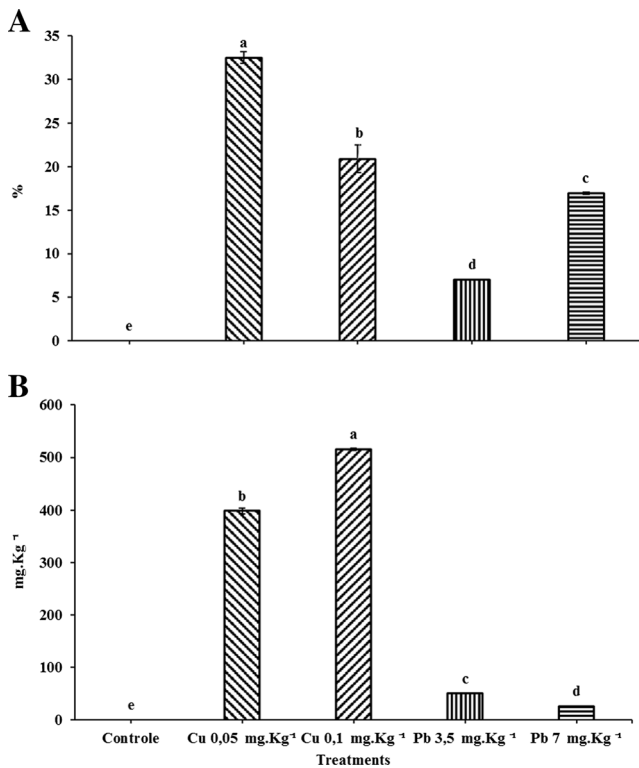 A
35
30
25
20
15
10
5
0
%
e
a
b
d
c
B
600
500
400
300
200
100
0
mg.Kg⁻¹
e
b
a
c
d
Controle Cu 0,05 mg.Kg⁻¹ Cu 0,1 mg.Kg⁻¹ Pb 3,5 mg.Kg⁻¹ Pb 7 mg.Kg⁻¹
Treatments